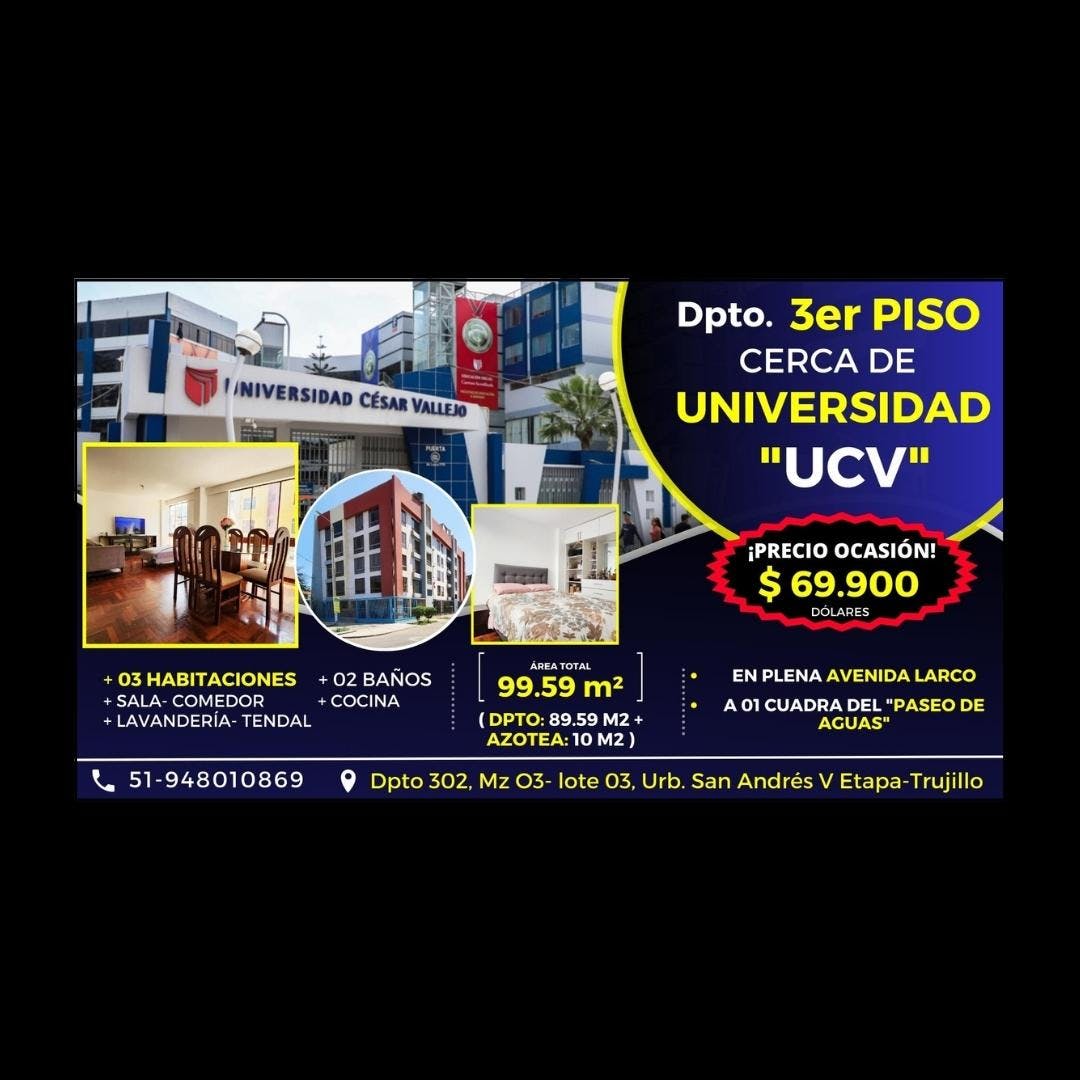 UNIVERSIDAD CÉSAR VALLEJO
PUERTA
Dpto. 3er PISO
CERCA DE
UNIVERSIDAD
"UCV"
¡PRECIO OCASIÓN!
$ 69.900
DÓLARES
+ 03 HABITACIONES
+ SALA- COMEDOR
+ LAVANDERÍA- TENDAL
+ 02 BAÑOS
+ COCINA
ÁREA TOTAL
99.59 m²
( DPTO: 89.59 M2 +
AZOTEA: 10 M2 )
• EN PLENA AVENIDA LARCO
• A 01 CUADRA DEL "PASEO DE
AGUAS"
51-948010869
Dpto 302, Mz O3- lote 03, Urb. San Andrés V Etapa-Trujillo